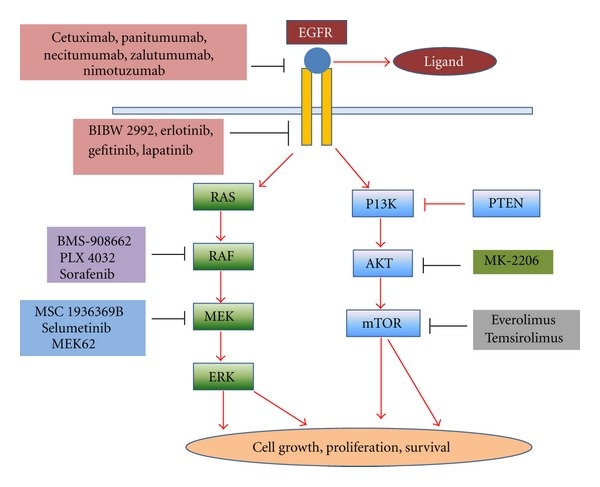 EGFR
Cetuximab, panitumumab,
necitumumab, zalutumumab,
nimotuzumab
Ligand
BIBW 2992, erlotinib,
gefitinib, lapatinib
RAS
P13K
PTEN
BMS-908662
PLX 4032
Sorafenib
RAF
AKT
MK-2206
MSC 1936369B
Selumetinib
MEK62
MEK
mTOR
Everolimus
Temsirolimus
ERK
Cell growth, proliferation, survival